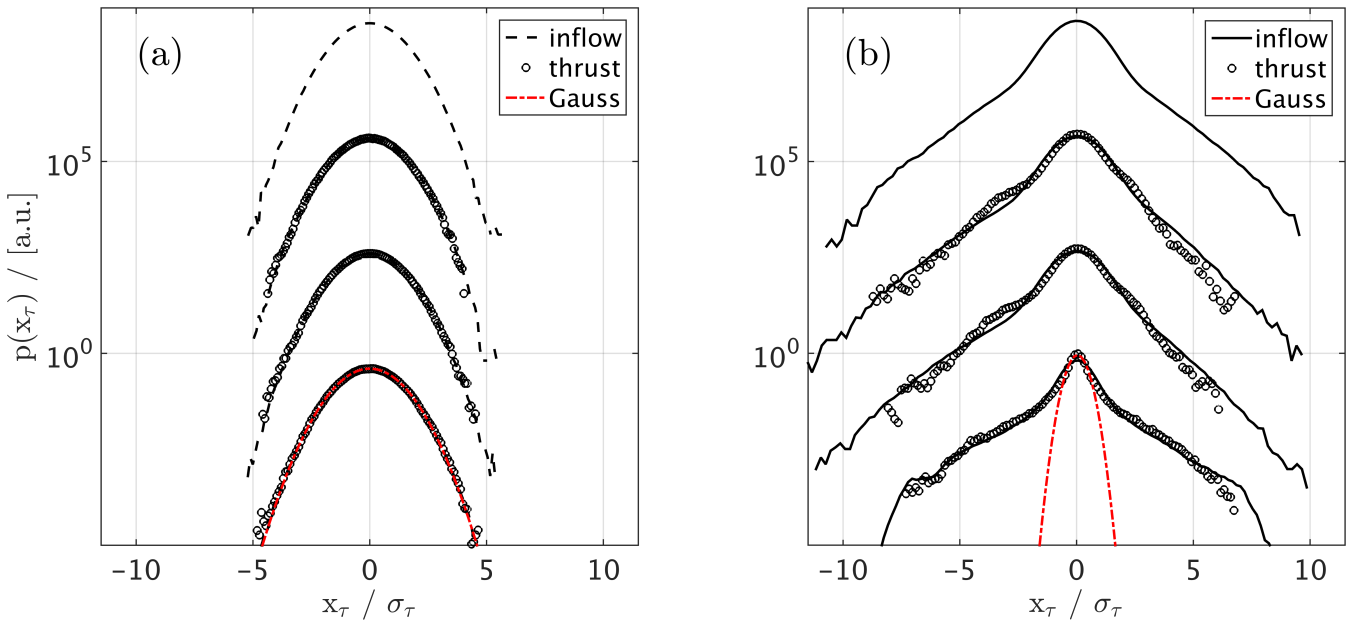 (a)
inflow
thrust
Gauss
10^5
10^0
p(x_τ) / [a.u.]
−10 −5 0 5 10
x_τ / σ_τ
(b)
inflow
thrust
Gauss
10^5
10^0
−10 −5 0 5 10
x_τ / σ_τ